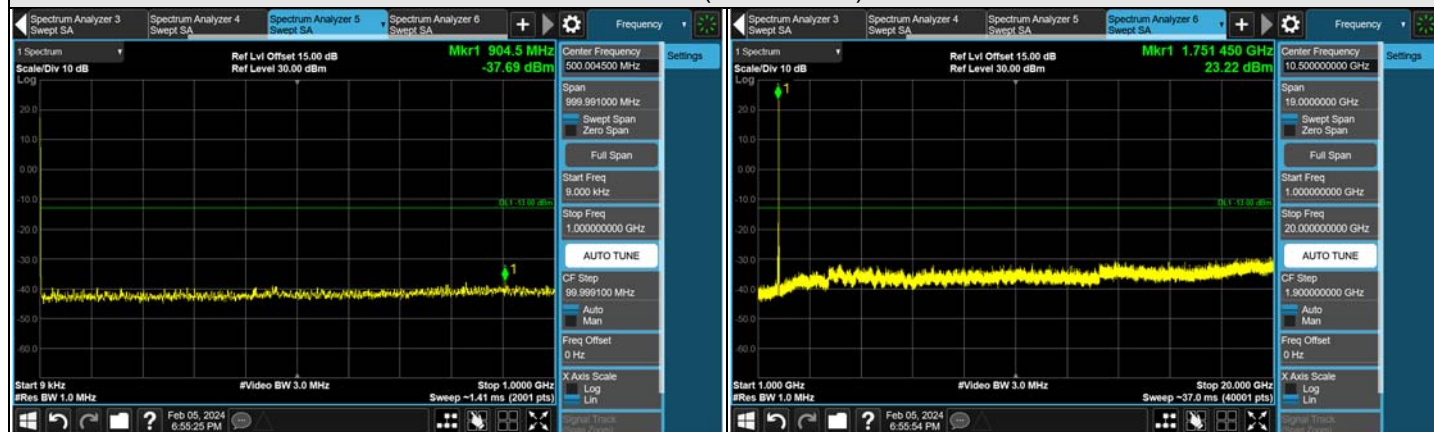 Spectrum Analyzer 3
Swept SA
Spectrum Analyzer 4
Swept SA
Spectrum Analyzer 5
Swept SA
Spectrum Analyzer 6
Swept SA
+
Frequency
1 Spectrum
Scale/Div 10 dB
Log
Ref Lvl Offset 15.00 dB
Ref Level 30.00 dBm
Mkr1 904.5 MHz
-37.69 dBm
20.0
10.0
0.00
-10.0
-20.0
-30.0
-40.0
-50.0
-60.0
DL1 -13.00 dBm
1
Start 9 kHz
#Res BW 1.0 MHz
#Video BW 3.0 MHz
Stop 1.0000 GHz
Sweep ~1.41 ms (2001 pts)
Center Frequency
500.004500 MHz
Settings
Span
999.991000 MHz
Swept Span
Zero Span
Full Span
Start Freq
9.000 kHz
Stop Freq
1.000000000 GHz
AUTO TUNE
CF Step
99.999100 MHz
Auto
Man
Freq Offset
0 Hz
X Axis Scale
Log
Lin
Signal Track
?
Feb 05, 2024
6:55:25 PM
Spectrum Analyzer 3
Swept SA
Spectrum Analyzer 4
Swept SA
Spectrum Analyzer 5
Swept SA
Spectrum Analyzer 6
Swept SA
+
Frequency
1 Spectrum
Scale/Div 10 dB
Log
Ref Lvl Offset 15.00 dB
Ref Level 30.00 dBm
Mkr1 1.751 450 GHz
23.22 dBm
1
20.0
10.0
0.00
-10.0
-20.0
-30.0
-40.0
-50.0
-60.0
DL1 -13.00 dBm
Start 1.000 GHz
#Res BW 1.0 MHz
#Video BW 3.0 MHz
Stop 20.000 GHz
Sweep ~37.0 ms (40001 pts)
Center Frequency
10.500000000 GHz
Settings
Span
19.0000000 GHz
Swept Span
Zero Span
Full Span
Start Freq
1.000000000 GHz
Stop Freq
20.000000000 GHz
AUTO TUNE
CF Step
1.900000000 GHz
Auto
Man
Freq Offset
0 Hz
X Axis Scale
Log
Lin
Signal Track
?
Feb 05, 2024
6:55:54 PM